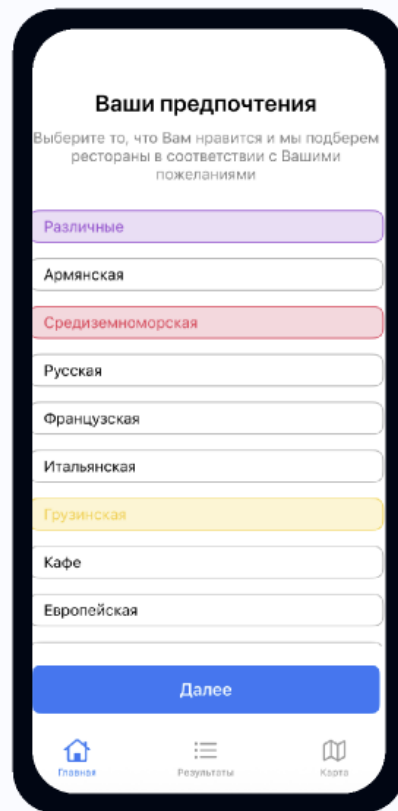 Ваши предпочтения
Выберите то, что Вам нравится и мы подберем
рестораны в соответствии с Вашими
пожеланиями
Различные
Армянская
Средиземноморская
Русская
Французская
Итальянская
Грузинская
Кафе
Европейская
Далее
Главная Результаты Карта